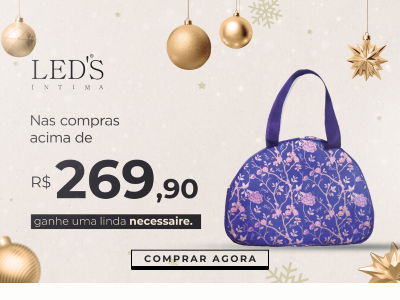 LED'S
INTIMA
Nas compras
acima de
R$ 269,90
ganhe uma linda necessaire.
COMPRAR AGORA